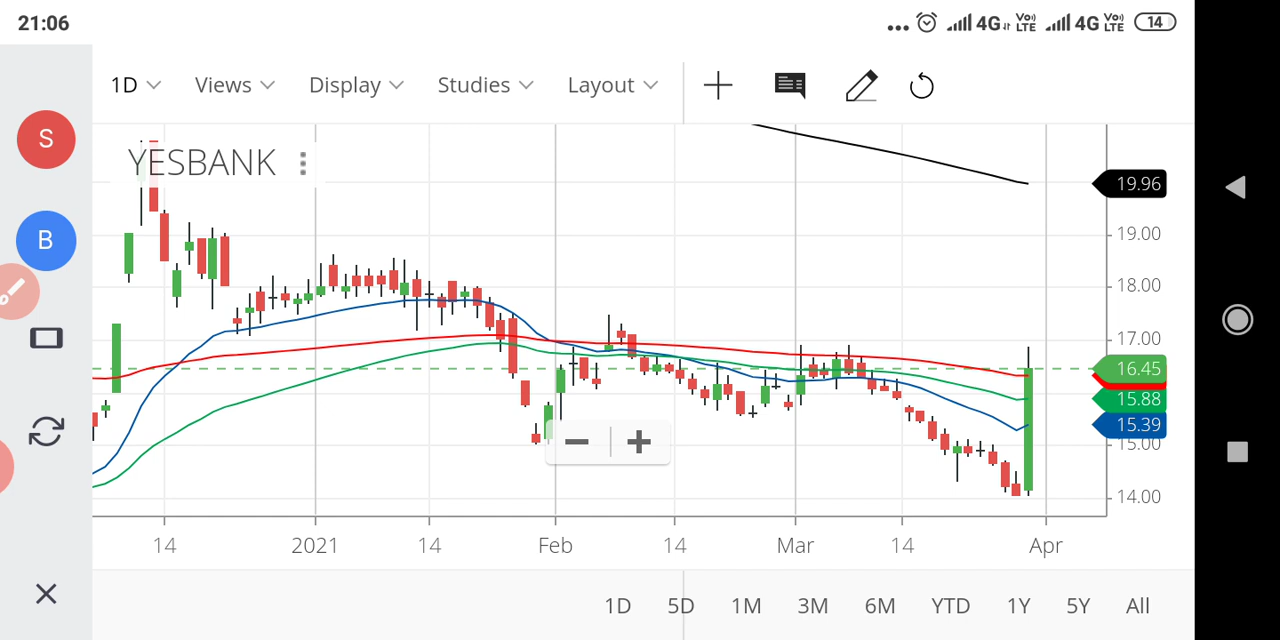 21:06
4G VoLTE 4G VoLTE 14
1D Views Display Studies Layout
S
YESBANK
19.96
B
19.00
18.00
17.00
16.45
15.88
15.39
15.00
14.00
14 2021 14 Feb 14 Mar 14 Apr
1D 5D 1M 3M 6M YTD 1Y 5Y All